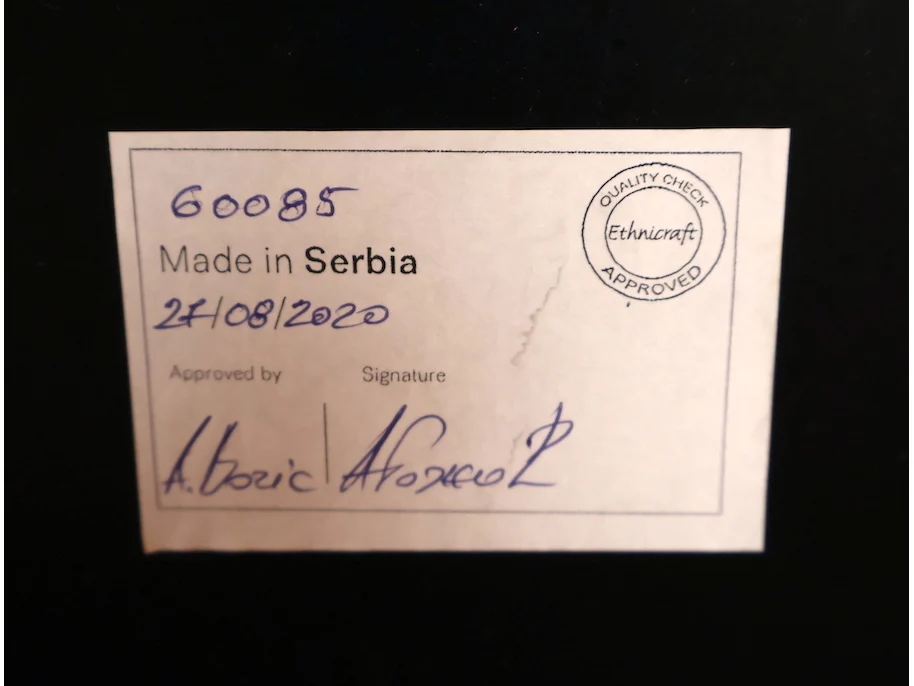 60085
Made in Serbia
27/08/2020
QUALITY CHECK
Ethnicraft
APPROVED
Approved by Signature
A.